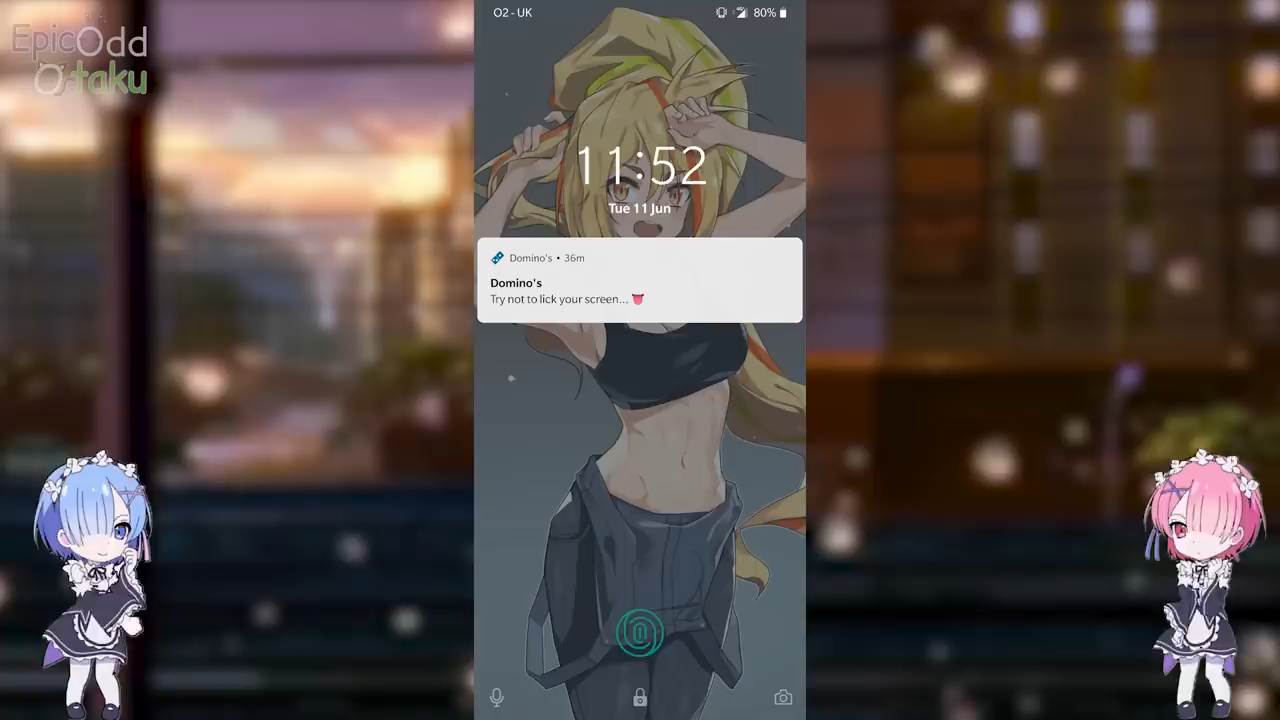 EpicOdd
Otaku
O2 - UK
80%
11:52
Tue 11 Jun
Domino's • 36m
Domino's
Try not to lick your screen... 👅